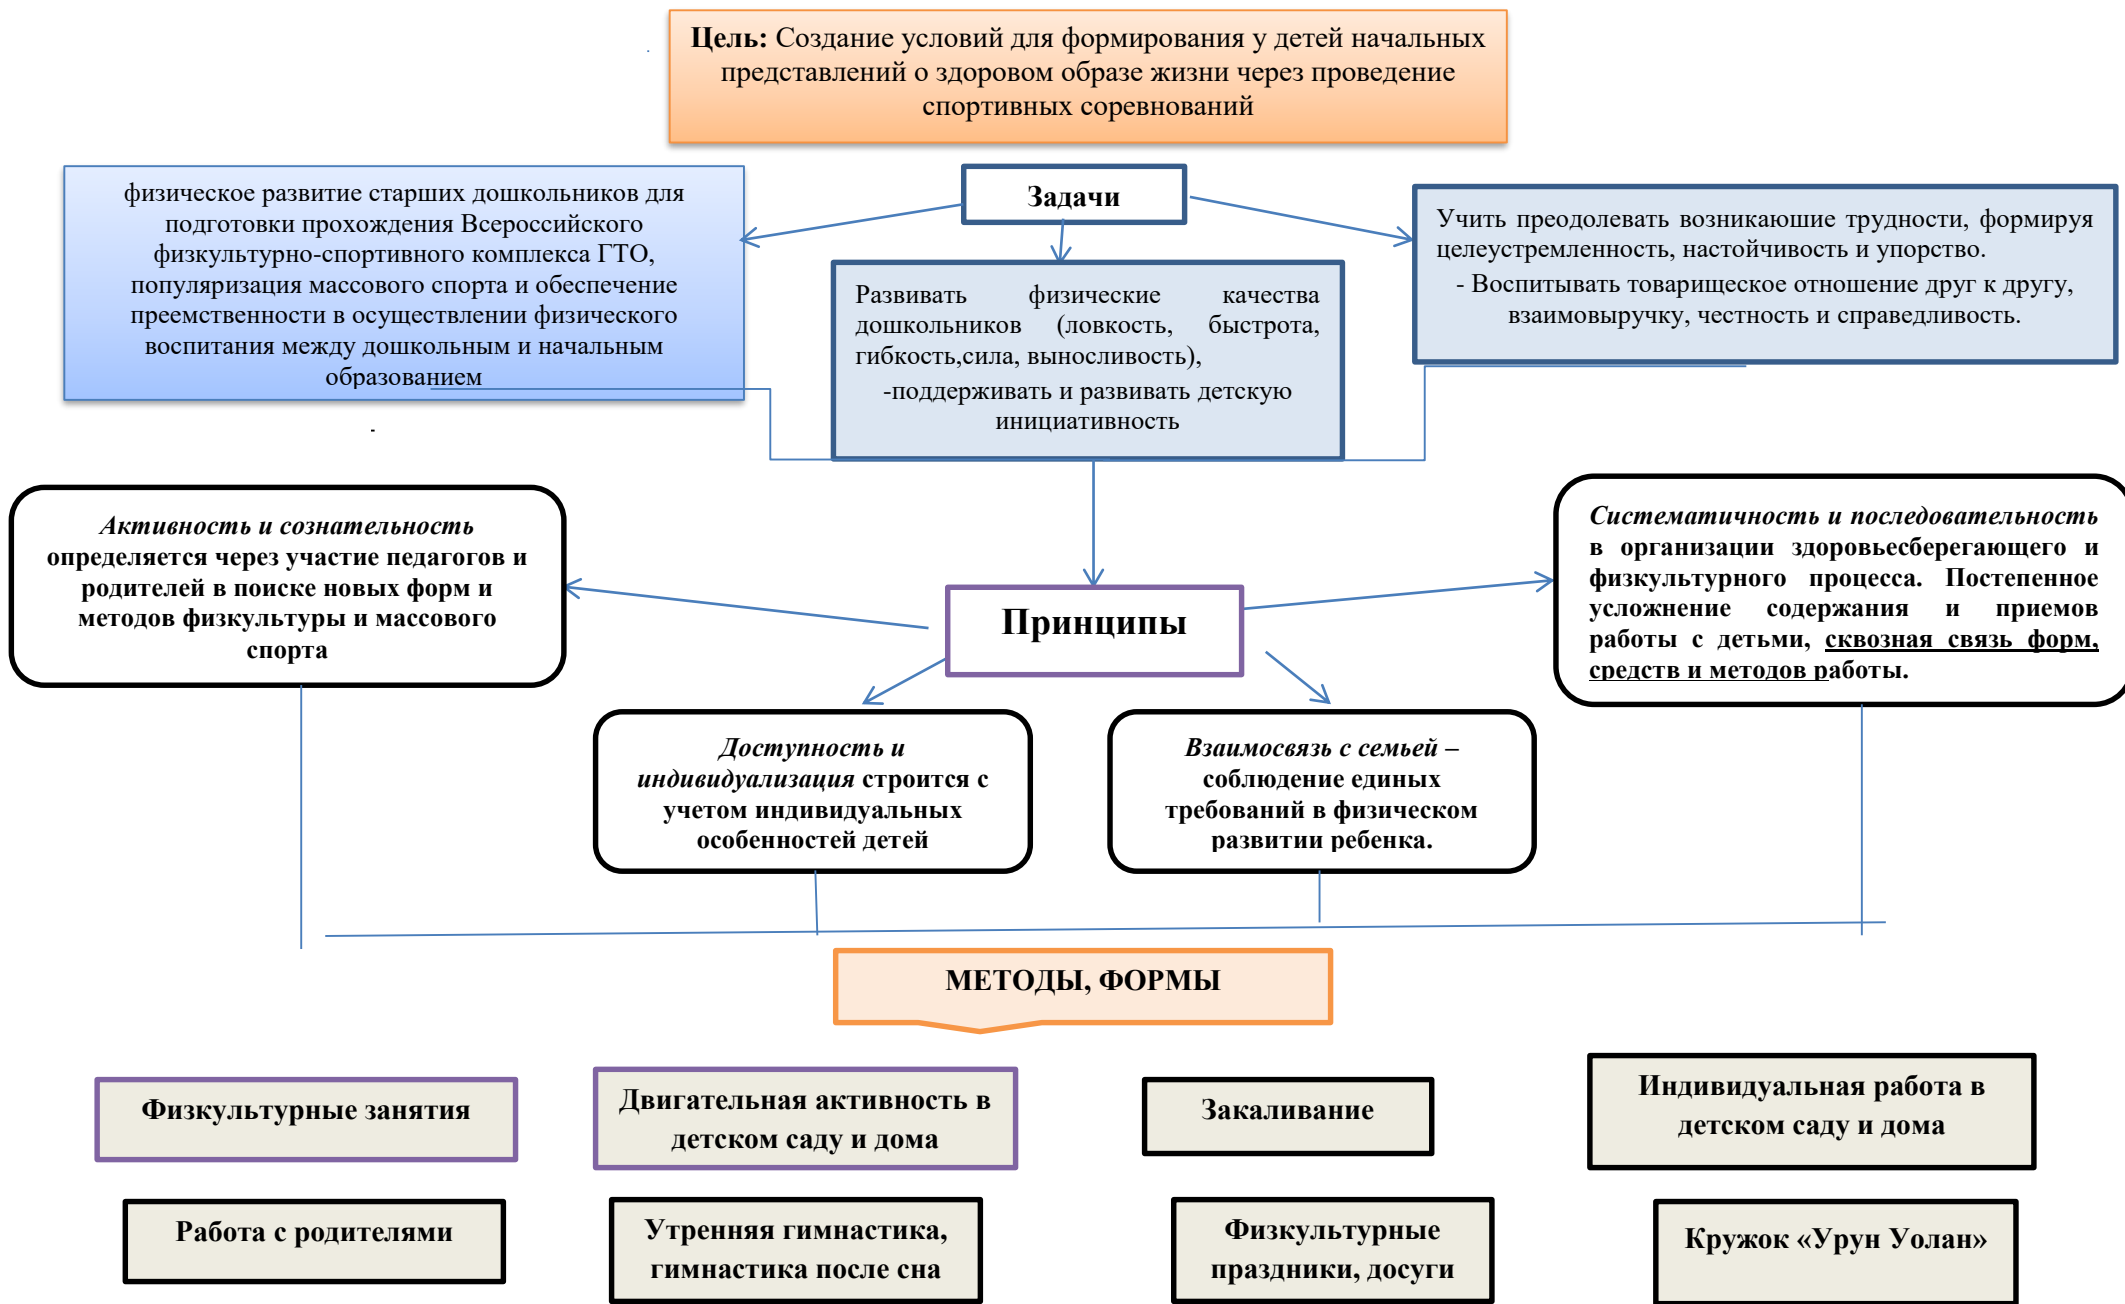 Цель: Создание условий для формирования у детей начальных
представлений о здоровом образе жизни через проведение
спортивных соревнований
Задачи
физическое развитие старших дошкольников для
подготовки прохождения Всероссийского
физкультурно-спортивного комплекса ГТО,
популяризация массового спорта и обеспечение
преемственности в осуществлении физического
воспитания между дошкольным и начальным
образованием
-
Развивать физические качества
дошкольников (ловкость, быстрота,
гибкость,сила, выносливость),
-поддерживать и развивать детскую
инициативность
Учить преодолевать возникаюшие трудности, формируя
целеустремленность, настойчивость и упорство.
- Воспитывать товарищеское отношение друг к другу,
взаимовыручку, честность и справедливость.
Принципы
Активность и сознательность
определяется через участие педагогов и
родителей в поиске новых форм и
методов физкультуры и массового
спорта
Доступность и
индивидуализация строится с
учетом индивидуальных
особенностей детей
Взаимосвязь с семьей –
соблюдение единых
требований в физическом
развитии ребенка.
Систематичность и последовательность
в организации здоровьесберегающего и
физкультурного процесса. Постепенное
усложнение содержания и приемов
работы с детьми, сквозная связь форм,
средств и методов работы.
МЕТОДЫ, ФОРМЫ
Физкультурные занятия
Двигательная активность в
детском саду и дома
Закаливание
Индивидуальная работа в
детском саду и дома
Работа с родителями
Утренняя гимнастика,
гимнастика после сна
Физкультурные
праздники, досуги
Кружок «Урун Уолан»